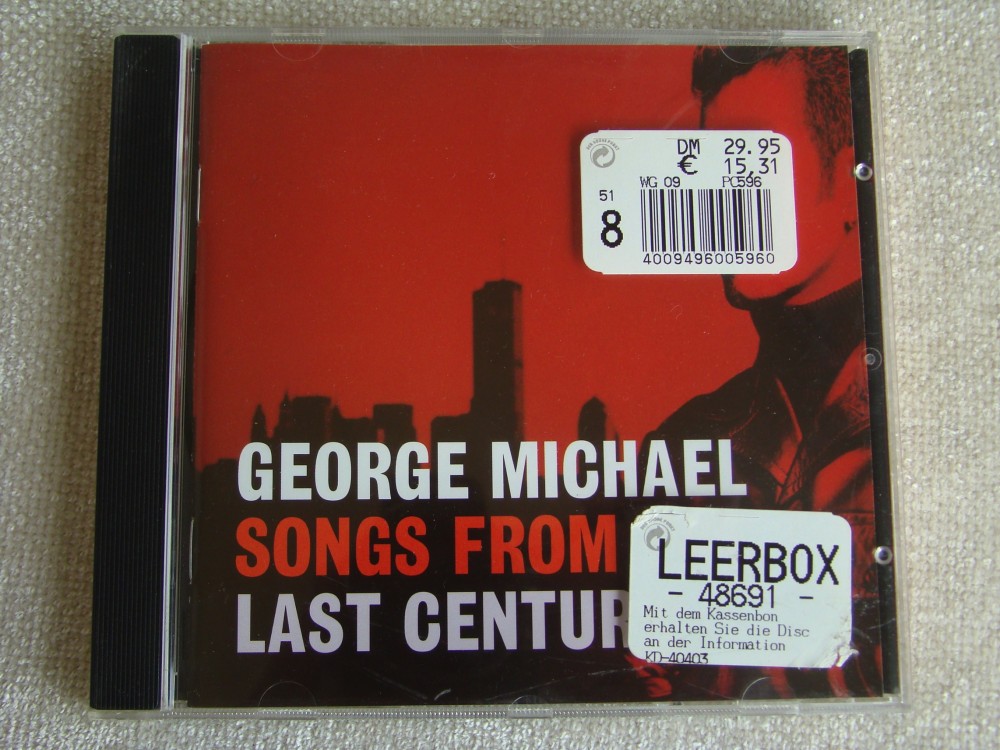 DM 29.95
€ 15,31
WG 09 PC596
51
8
4009496005960
GEORGE MICHAEL
SONGS FROM
LAST CENTUR
LEERBOX
- 48691 -
Mit dem Kassenbon
erhalten Sie die Disc
an der Information
KD-40403